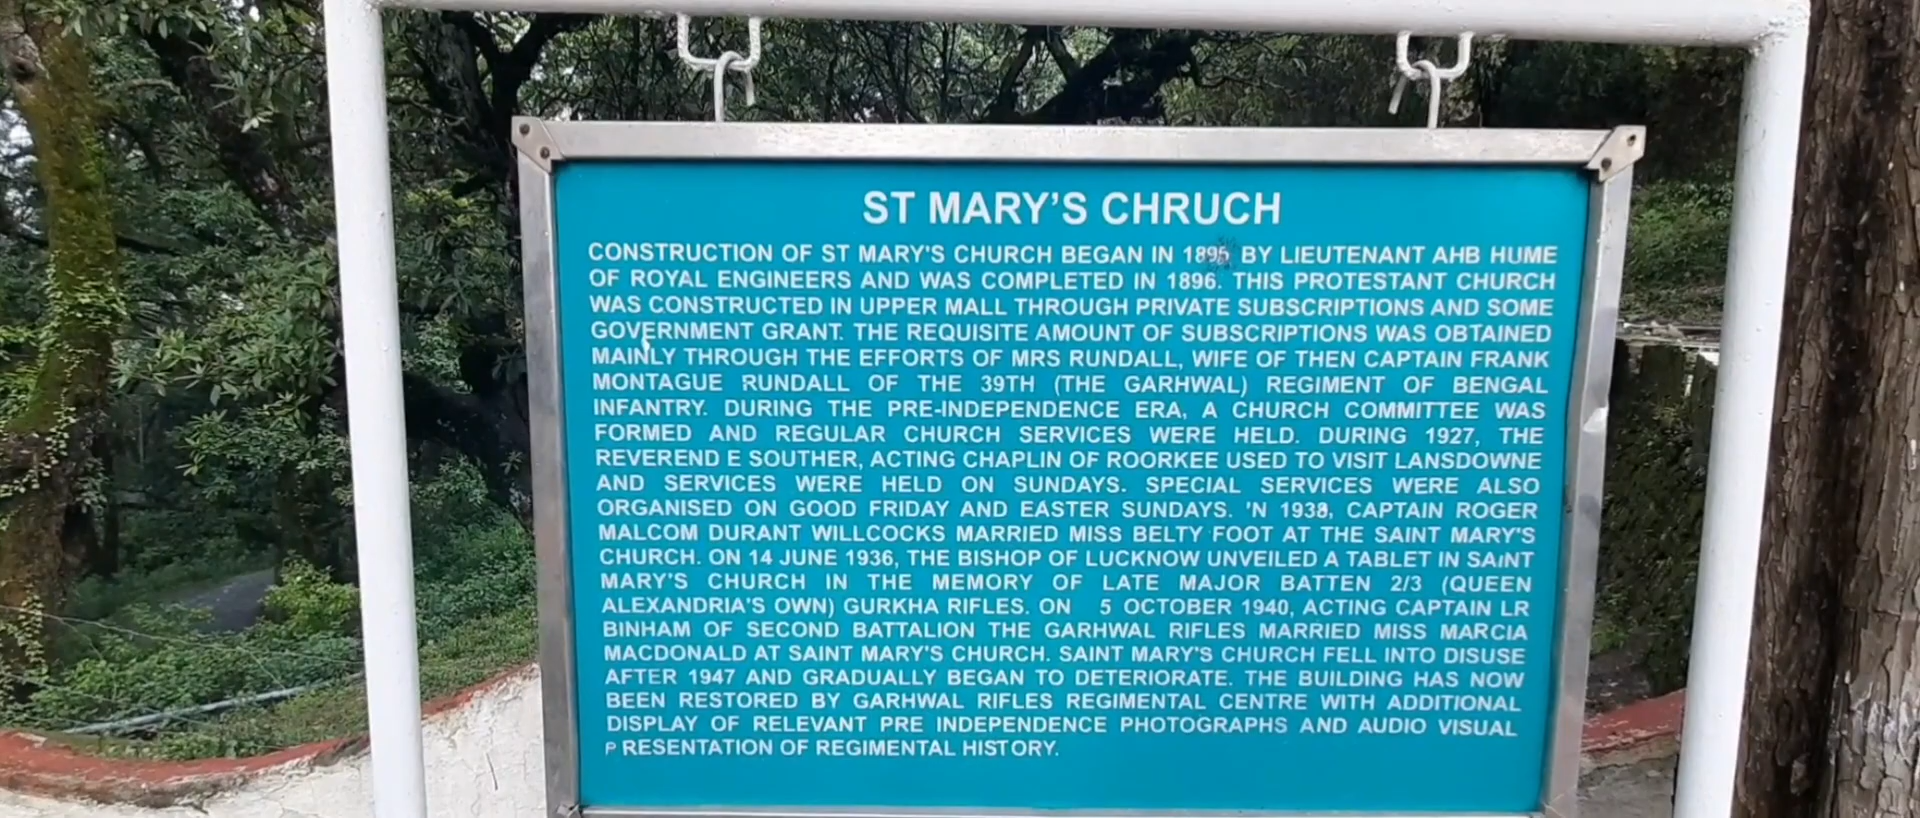 ST MARY'S CHRUCH
CONSTRUCTION OF ST MARY'S CHURCH BEGAN IN 1895 BY LIEUTENANT AHB HUME
OF ROYAL ENGINEERS AND WAS COMPLETED IN 1896. THIS PROTESTANT CHURCH
WAS CONSTRUCTED IN UPPER MALL THROUGH PRIVATE SUBSCRIPTIONS AND SOME
GOVERNMENT GRANT. THE REQUISITE AMOUNT OF SUBSCRIPTIONS WAS OBTAINED
MAINLY THROUGH THE EFFORTS OF MRS RUNDALL, WIFE OF THEN CAPTAIN FRANK
MONTAGUE RUNDALL OF THE 39TH (THE GARHWAL) REGIMENT OF BENGAL
INFANTRY. DURING THE PRE-INDEPENDENCE ERA, A CHURCH COMMITTEE WAS
FORMED AND REGULAR CHURCH SERVICES WERE HELD. DURING 1927, THE
REVEREND E SOUTHER, ACTING CHAPLIN OF ROORKEE USED TO VISIT LANSDOWNE
AND SERVICES WERE HELD ON SUNDAYS. SPECIAL SERVICES WERE ALSO
ORGANISED ON GOOD FRIDAY AND EASTER SUNDAYS. 'N 1938, CAPTAIN ROGER
MALCOM DURANT WILLCOCKS MARRIED MISS BELTY FOOT AT THE SAINT MARY'S
CHURCH. ON 14 JUNE 1936, THE BISHOP OF LUCKNOW UNVEILED A TABLET IN SAINT
MARY'S CHURCH IN THE MEMORY OF LATE MAJOR BATTEN 2/3 (QUEEN
ALEXANDRIA'S OWN) GURKHA RIFLES. ON 5 OCTOBER 1940, ACTING CAPTAIN LR
BINHAM OF SECOND BATTALION THE GARHWAL RIFLES MARRIED MISS MARCIA
MACDONALD AT SAINT MARY'S CHURCH. SAINT MARY'S CHURCH FELL INTO DISUSE
AFTER 1947 AND GRADUALLY BEGAN TO DETERIORATE. THE BUILDING HAS NOW
BEEN RESTORED BY GARHWAL RIFLES REGIMENTAL CENTRE WITH ADDITIONAL
DISPLAY OF RELEVANT PRE INDEPENDENCE PHOTOGRAPHS AND AUDIO VISUAL
PRESENTATION OF REGIMENTAL HISTORY.